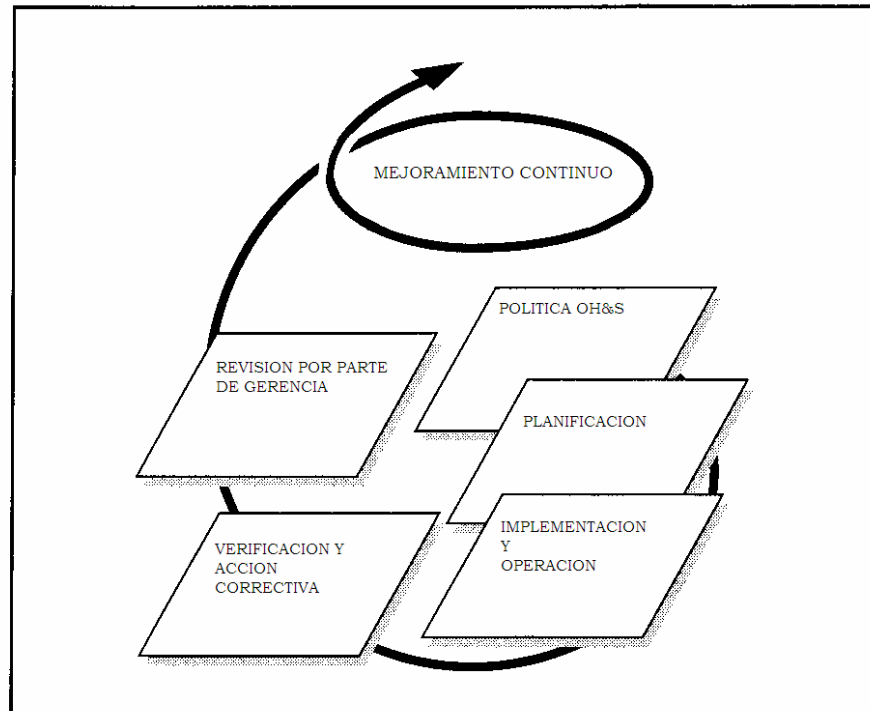 MEJORAMIENTO CONTINUO
POLITICA OH&S
REVISION POR PARTE
DE GERENCIA
PLANIFICACION
IMPLEMENTACION
Y
OPERACION
VERIFICACION Y
ACCION
CORRECTIVA